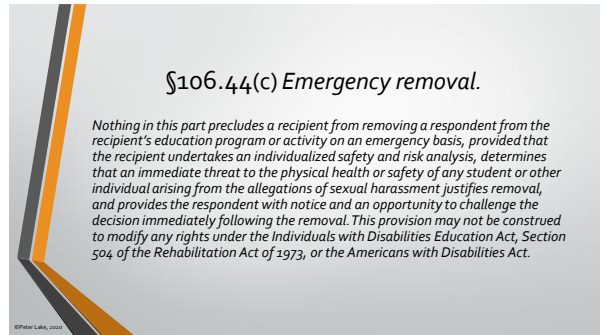 §106.44(c) Emergency removal.
Nothing in this part precludes a recipient from removing a respondent from the
recipient's education program or activity on an emergency basis, provided that
the recipient undertakes an individualized safety and risk analysis, determines
that an immediate threat to the physical health or safety of any student or other
individual arising from the allegations of sexual harassment justifies removal,
and provides the respondent with notice and an opportunity to challenge the
decision immediately following the removal. This provision may not be construed
to modify any rights under the Individuals with Disabilities Education Act, Section
504 of the Rehabilitation Act of 1973, or the Americans with Disabilities Act.
©Peter Lake, 2020